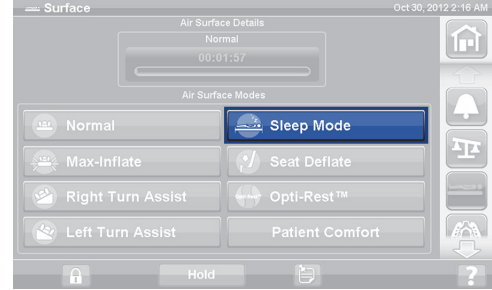 Surface
Oct 30, 2012 2:16 AM
Air Surface Details
Normal
00:01:57
Air Surface Modes
Normal
Sleep Mode
Max-Inflate
Seat Deflate
Right Turn Assist
Opti-Rest™
Left Turn Assist
Patient Comfort
Hold
?